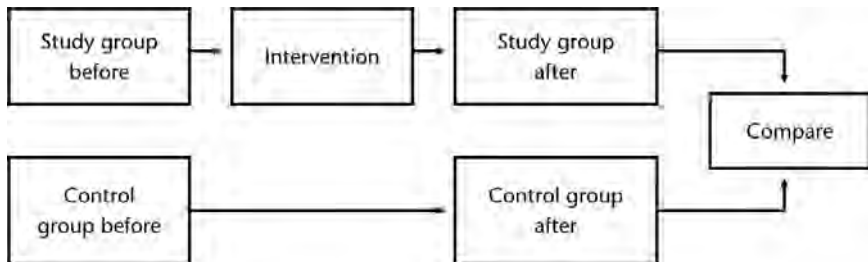 Study group
before
Intervention
Study group
after
Compare
Control
group before
Control group
after